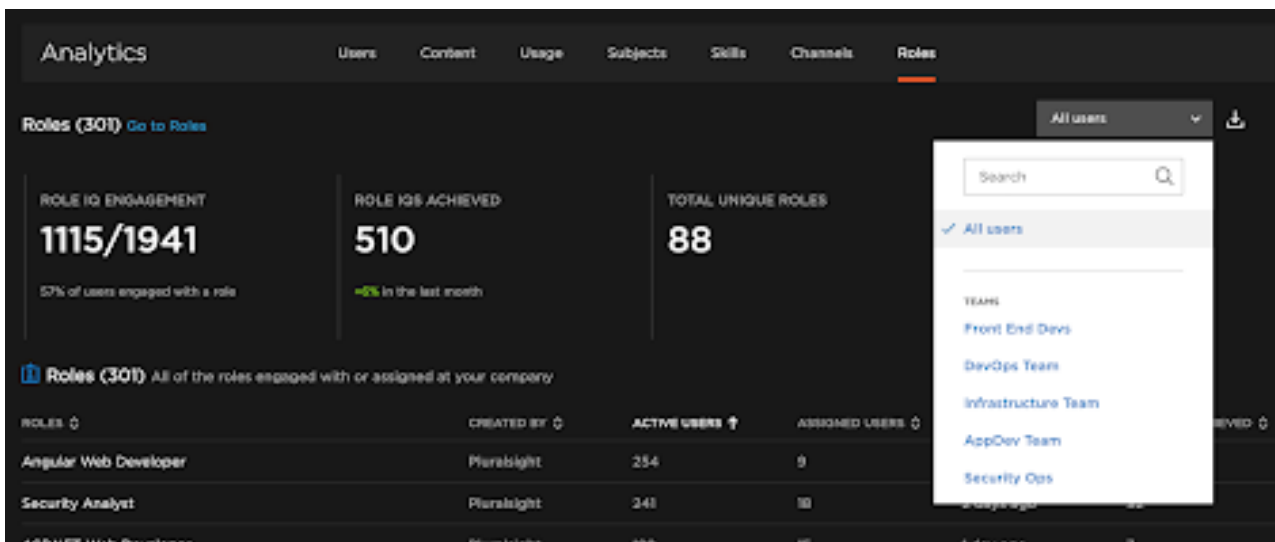 Analytics Users Content Usage Subjects Skills Channels Roles
Roles (301) Go to Roles
All users
Search
All users
TEAMS
Front End Devs
DevOps Team
Infrastructure Team
AppDev Team
Security Ops
ROLE IQ ENGAGEMENT
1115/1941
57% of users engaged with a role
ROLE IQS ACHIEVED
510
in the last month
TOTAL UNIQUE ROLES
88
Roles (301) All of the roles engaged with or assigned at your company
ROLES CREATED BY ACTIVE USERS ASSIGNED USERS
Angular Web Developer Pluralsight 254 9
Security Analyst Pluralsight 241 18